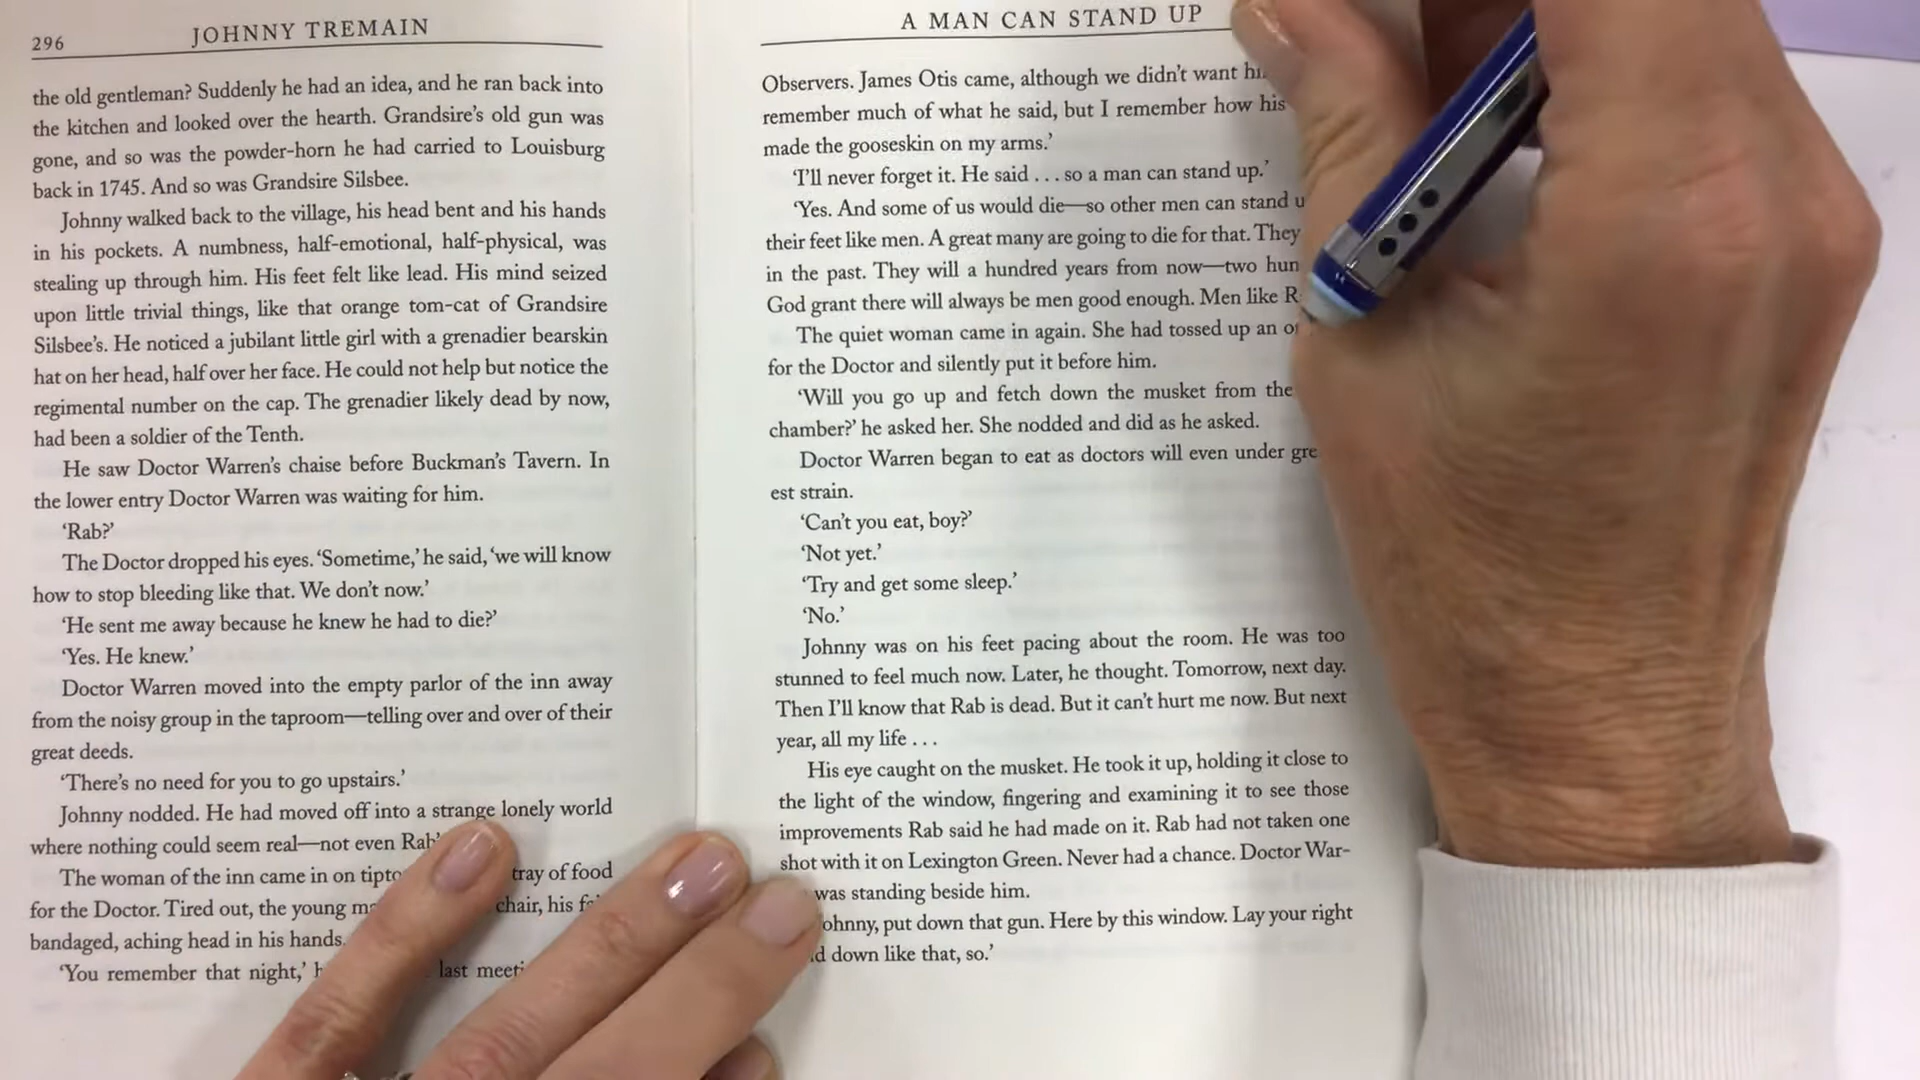 296
JOHNNY TREMAIN
the old gentleman? Suddenly he had an idea, and he ran back into
the kitchen and looked over the hearth. Grandsire's old gun was
gone, and so was the powder-horn he had carried to Louisburg
back in 1745. And so was Grandsire Silsbee.
Johnny walked back to the village, his head bent and his hands
in his pockets. A numbness, half-emotional, half-physical, was
stealing up through him. His feet felt like lead. His mind seized
upon little trivial things, like that orange tom-cat of Grandsire
Silsbee's. He noticed a jubilant little girl with a grenadier bearskin
hat on her head, half over her face. He could not help but notice the
regimental number on the cap. The grenadier likely dead by now,
had been a soldier of the Tenth.
He saw Doctor Warren's chaise before Buckman's Tavern. In
the lower entry Doctor Warren was waiting for him.
'Rab?'
The Doctor dropped his eyes. 'Sometime,' he said, 'we will know
how to stop bleeding like that. We don't now.'
'He sent me away because he knew he had to die?'
'Yes. He knew.'
Doctor Warren moved into the empty parlor of the inn away
from the noisy group in the taproom—telling over and over of their
great deeds.
'There's no need for you to go upstairs.'
Johnny nodded. He had moved off into a strange lonely world
where nothing could seem real—not even
The woman of the inn came in on tray of food
for the Doctor. Tired out, the young chair, his
bandaged, aching head in his hands.
'You remember that night,' last
A MAN CAN STAND UP
Observers. James Otis came, although we didn't want
remember much of what he said, but I remember how his
made the gooseskin on my arms.'
'I'll never forget it. He said . . . so a man can stand up.'
'Yes. And some of us would die—so other men can stand
their feet like men. A great many are going to die for that. They
in the past. They will a hundred years from now—two
God grant there will always be men good enough. Men like
The quiet woman came in again. She had tossed up an
for the Doctor and silently put it before him.
'Will you go up and fetch down the musket from the
chamber?' he asked her. She nodded and did as he asked.
Doctor Warren began to eat as doctors will even under
est strain.
'Can't you eat, boy?'
'Not yet.'
'Try and get some sleep.'
'No.'
Johnny was on his feet pacing about the room. He was too
stunned to feel much now. Later, he thought. Tomorrow, next day.
Then I'll know that Rab is dead. But it can't hurt me now. But next
year, all my life . . .
His eye caught on the musket. He took it up, holding it close to
the light of the window, fingering and examining it to see those
improvements Rab said he had made on it. Rab had not taken one
shot with it on Lexington Green. Never had a chance. Doctor War-
was standing beside him.
put down that gun. Here by this window. Lay your right
down like that, so.'